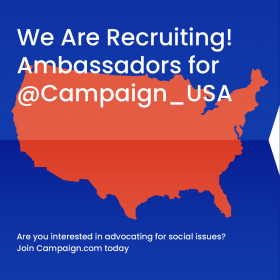 We Are Recruiting!
Ambassadors for
@Campaign_USA
Are you interested in advocating for social issues?
Join Campaign.com today